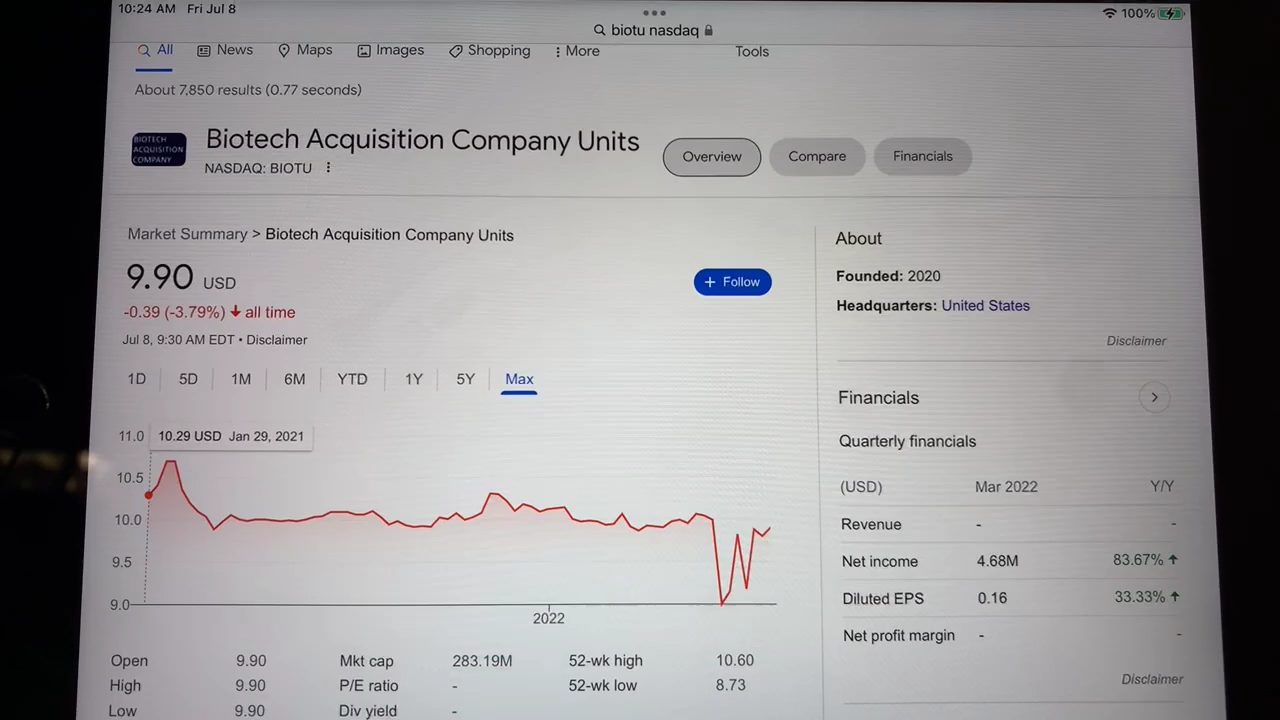 10:24 AM Fri Jul 8
100%
biotu nasdaq
All News Maps Images Shopping More Tools
About 7,850 results (0.77 seconds)
BIOTECH
ACQUISITION
COMPANY
Biotech Acquisition Company Units
NASDAQ: BIOTU
Overview Compare Financials
Market Summary > Biotech Acquisition Company Units
9.90 USD
+ Follow
-0.39 (-3.79%) all time
Jul 8, 9:30 AM EDT • Disclaimer
1D 5D 1M 6M YTD 1Y 5Y Max
11.0
10.29 USD Jan 29, 2021
10.5
10.0
9.5
9.0
2022
Open 9.90 Mkt cap 283.19M 52-wk high 10.60
High 9.90 P/E ratio - 52-wk low 8.73
Low 9.90 Div yield -
About
Founded: 2020
Headquarters: United States
Disclaimer
Financials
Quarterly financials
(USD) Mar 2022 Y/Y
Revenue - -
Net income 4.68M 83.67%
Diluted EPS 0.16 33.33%
Net profit margin - -
Disclaimer